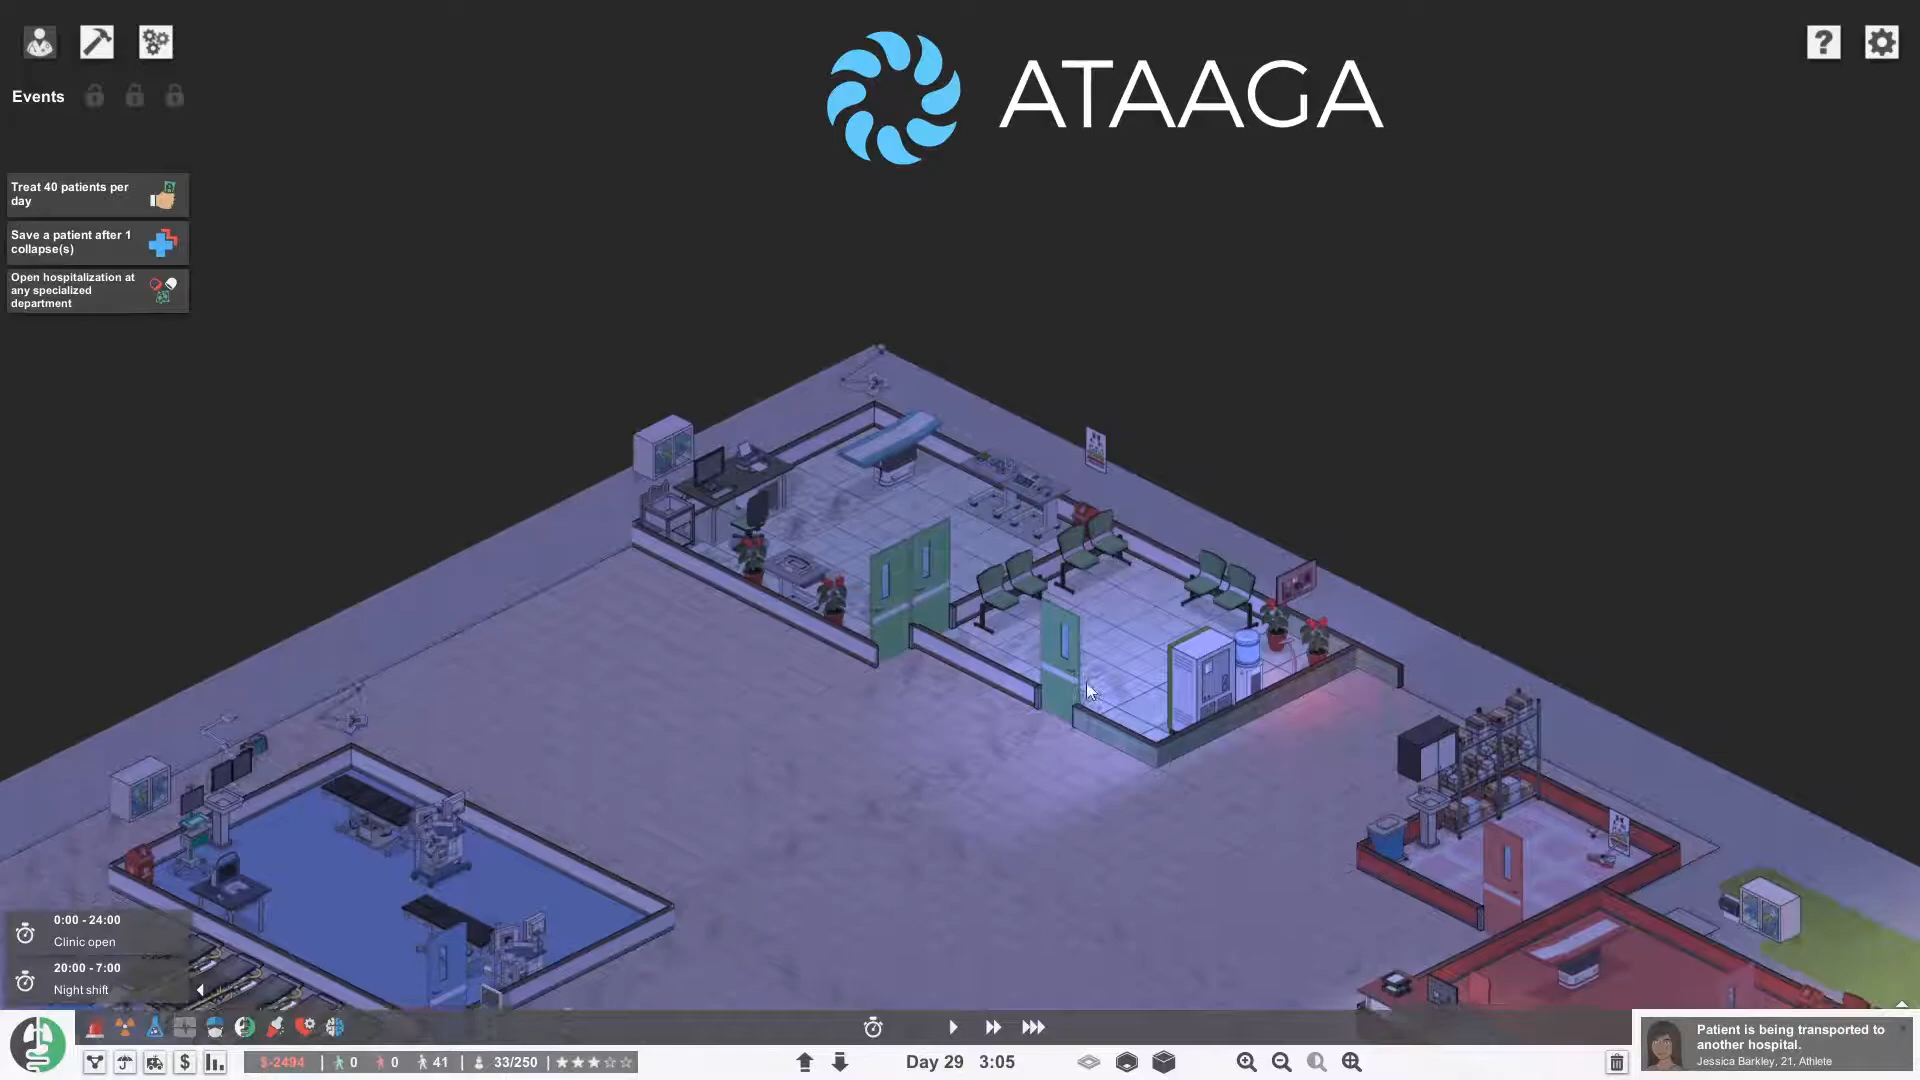 ATAAGA
Events
Treat 40 patients per
day
Save a patient after 1
collapse(s)
Open hospitalization at
any specialized
department
0:00 - 24:00
Clinic open
20:00 - 7:00
Night shift
$-2494 | 0 0 41 | 33/250 |
Day 29 3:05
Patient is being transported to
another hospital.
Jessica Barkley, 21, Athlete